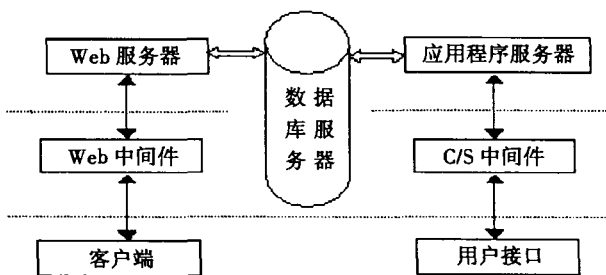 Web 服务器
应用程序服务器
数 据
库 服
务 器
Web 中间件
C/S 中间件
客户端
用户接口